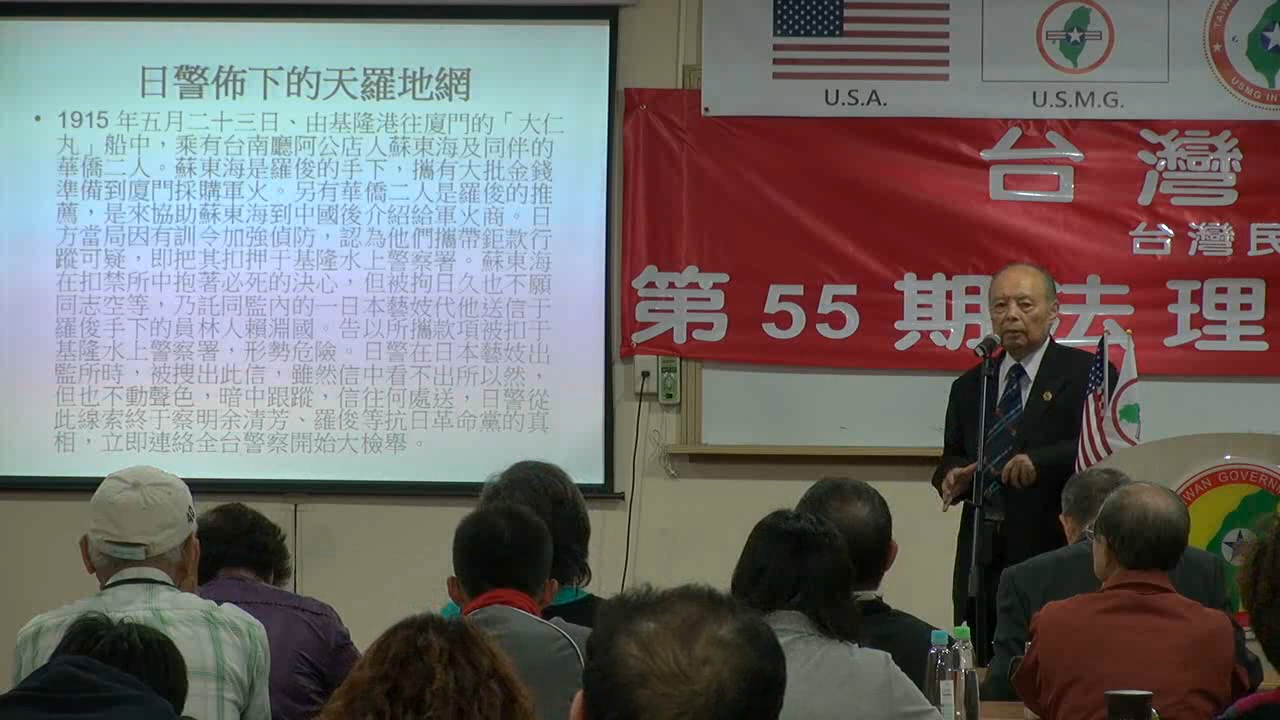 日警佈下的天羅地網
• 1915 年五月二十三日、由基隆港往廈門的「大仁
丸」船中，乘有台南廳阿公店人蘇東海及同伴的
華僑二人。蘇東海是羅俊的手下，攜有大批金錢
準備到廈門採購軍火。另有華僑二人是羅俊的推
薦，是來協助蘇東海到中國後介紹給軍火商。日
方當局因有訓令加強偵防，認為他們攜帶鉅款行
蹤可疑，即把其扣押于基隆水上警察署，蘇東海
在扣禁所中抱著必死的決心，但被拘日久也不願
同志空等，乃託同監內的一日本藝妓代他送信于
羅俊手下的員林人賴淵國。告以所攜款項被扣于
基隆水上警察署，形勢危險。日警在日本藝妓出
監所時，被搜出此信，雖然信中看不出所以然，
但也不動聲色，暗中跟蹤，信往何處送，日警從
此線索終于察明余清芳、羅俊等抗日革命黨的真
相，立即連絡全台警察開始大檢舉。
U.S.A.
U.S.M.G.
台灣
台灣民
第 55 期法理
WAN GOVERN